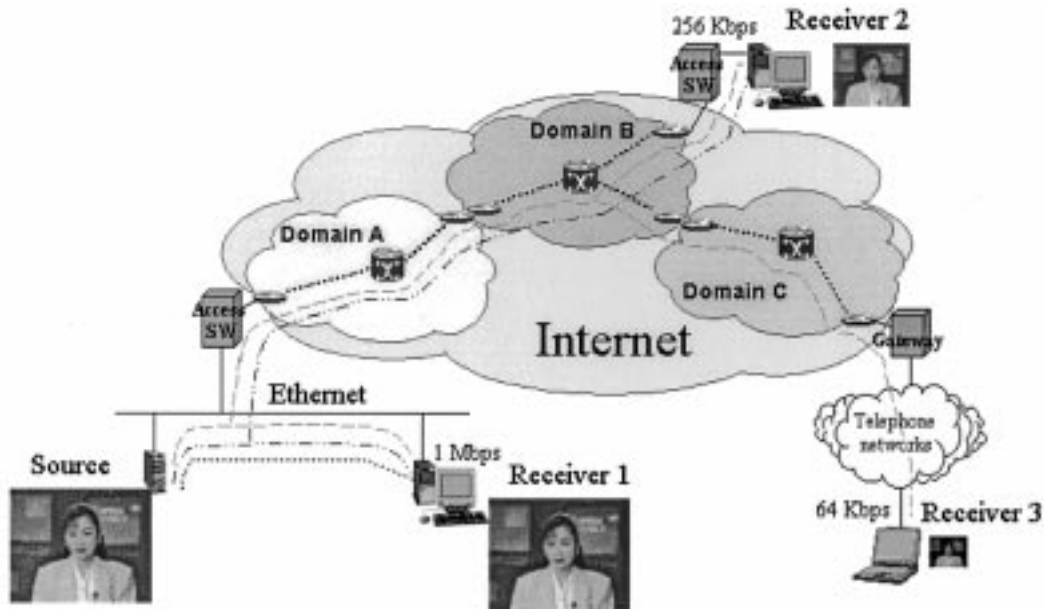 256 Kbps
Receiver 2
Access
SW
Domain B
Domain A
Domain C
Access
SW
Internet
Gateway
Ethernet
Telephone
networks
Source
1 Mbps
Receiver 1
64 Kbps
Receiver 3